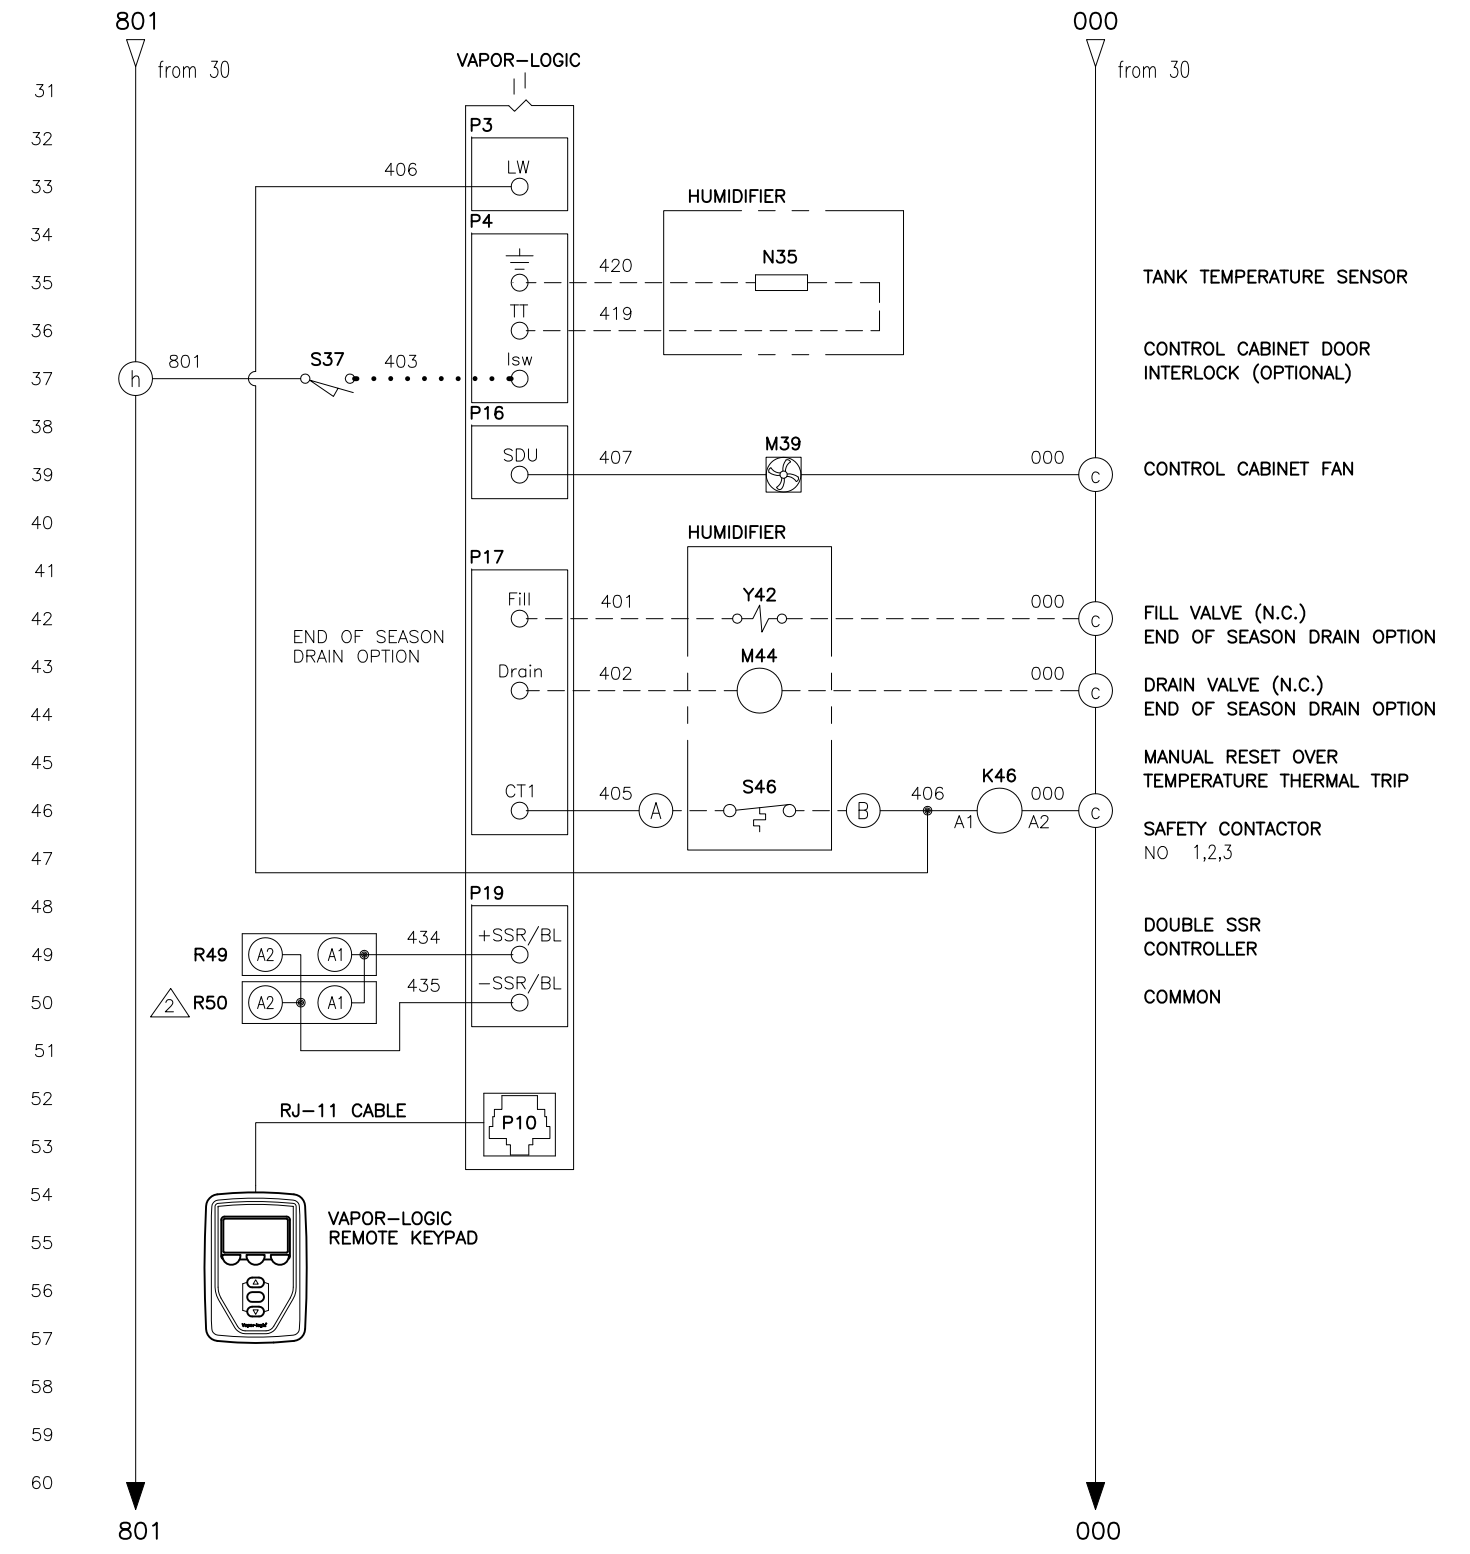 801
000
from 30
from 30
VAPOR-LOGIC
31
32
P3
LW
406
33
HUMIDIFIER
34
P4
N35
420
35
TANK TEMPERATURE SENSOR
TT
419
36
CONTROL CABINET DOOR
INTERLOCK (OPTIONAL)
801
S37
403
Isw
h
37
38
P16
M39
SDU
407
000
39
c
CONTROL CABINET FAN
40
HUMIDIFIER
41
P17
Y42
Fill
401
000
42
c
FILL VALVE (N.C.)
END OF SEASON DRAIN OPTION
END OF SEASON
DRAIN OPTION
43
M44
Drain
402
000
c
DRAIN VALVE (N.C.)
END OF SEASON DRAIN OPTION
44
45
MANUAL RESET OVER
TEMPERATURE THERMAL TRIP
CT1
405
S46
406
K46
000
46
A
B
A1
A2
c
SAFETY CONTACTOR
NO 1,2,3
47
P19
48
434
+SSR/BL
DOUBLE SSR
CONTROLLER
49
R49
A2
A1
435
-SSR/BL
50
2
R50
A2
A1
COMMON
51
52
RJ-11 CABLE
P10
53
54
VAPOR-LOGIC
REMOTE KEYPAD
55
56
Vapor-logic
57
58
59
60
801
000